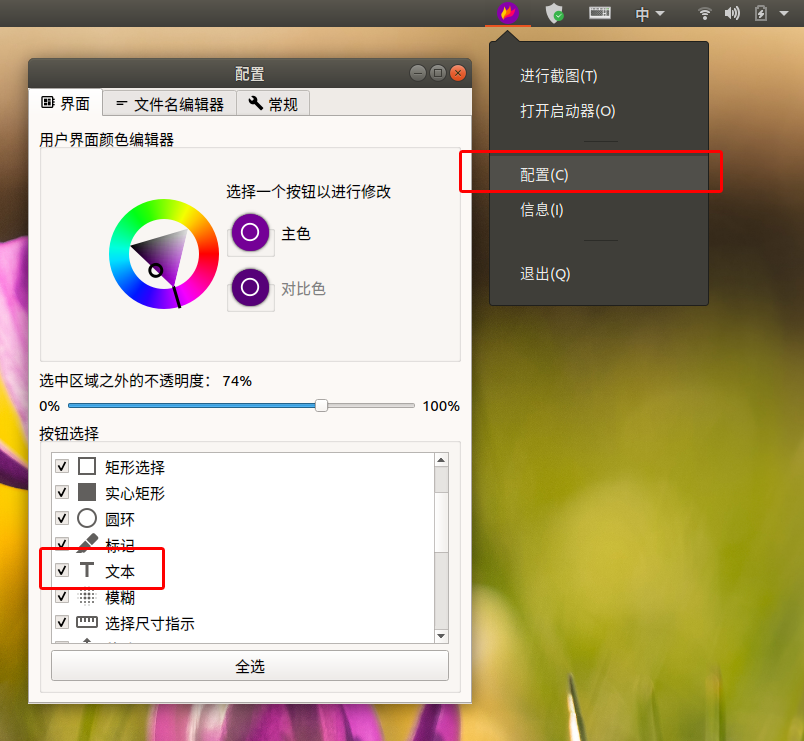 中
配置
进行截图(T)
打开启动器(O)
配置(C)
信息(I)
退出(Q)
界面
文件名编辑器
常规
用户界面颜色编辑器
选择一个按钮以进行修改
主色
对比色
选中区域之外的不透明度： 74%
0%
100%
按钮选择
矩形选择
实心矩形
圆环
标记
T 文本
模糊
选择尺寸指示
全选